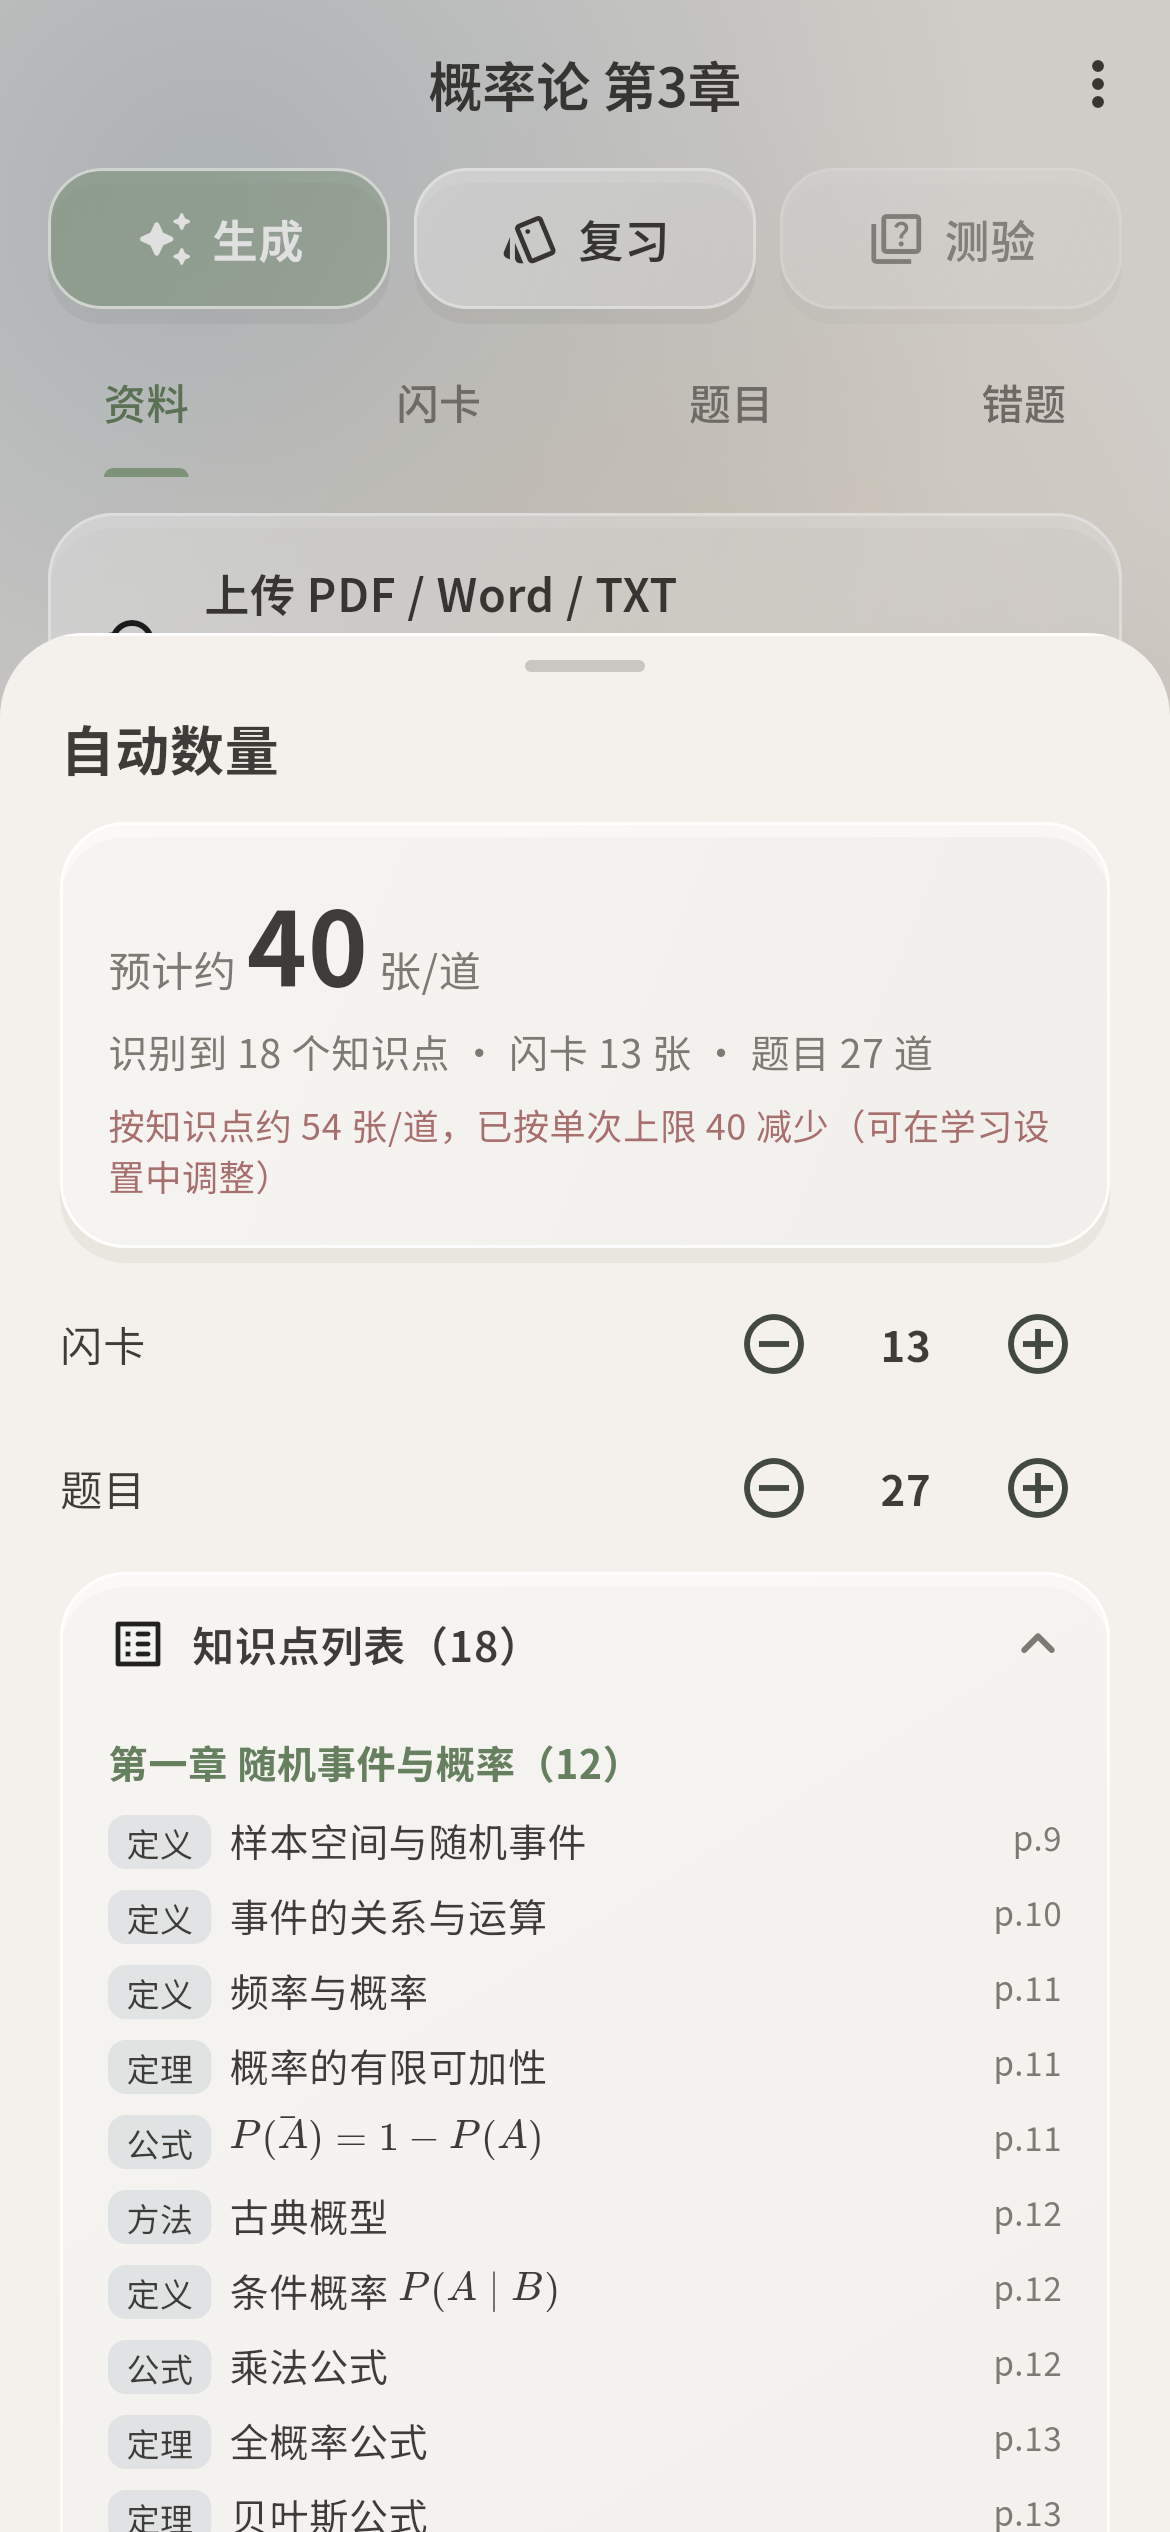 概率论 第3章
生成
复习
测验
资料
闪卡
题目
错题
上传 PDF / Word / TXT
自动数量
预计约 40 张/道
识别到 18 个知识点 · 闪卡 13 张 · 题目 27 道
按知识点约 54 张/道，已按单次上限 40 减少（可在学习设
置中调整）
闪卡 13
题目 27
知识点列表（18）
第一章 随机事件与概率（12）
定义 样本空间与随机事件 p.9
定义 事件的关系与运算 p.10
定义 频率与概率 p.11
定理 概率的有限可加性 p.11
公式 P(Ā) = 1 − P(A) p.11
方法 古典概型 p.12
定义 条件概率 P(A | B) p.12
公式 乘法公式 p.12
定理 全概率公式 p.13
定理 贝叶斯公式 p.13